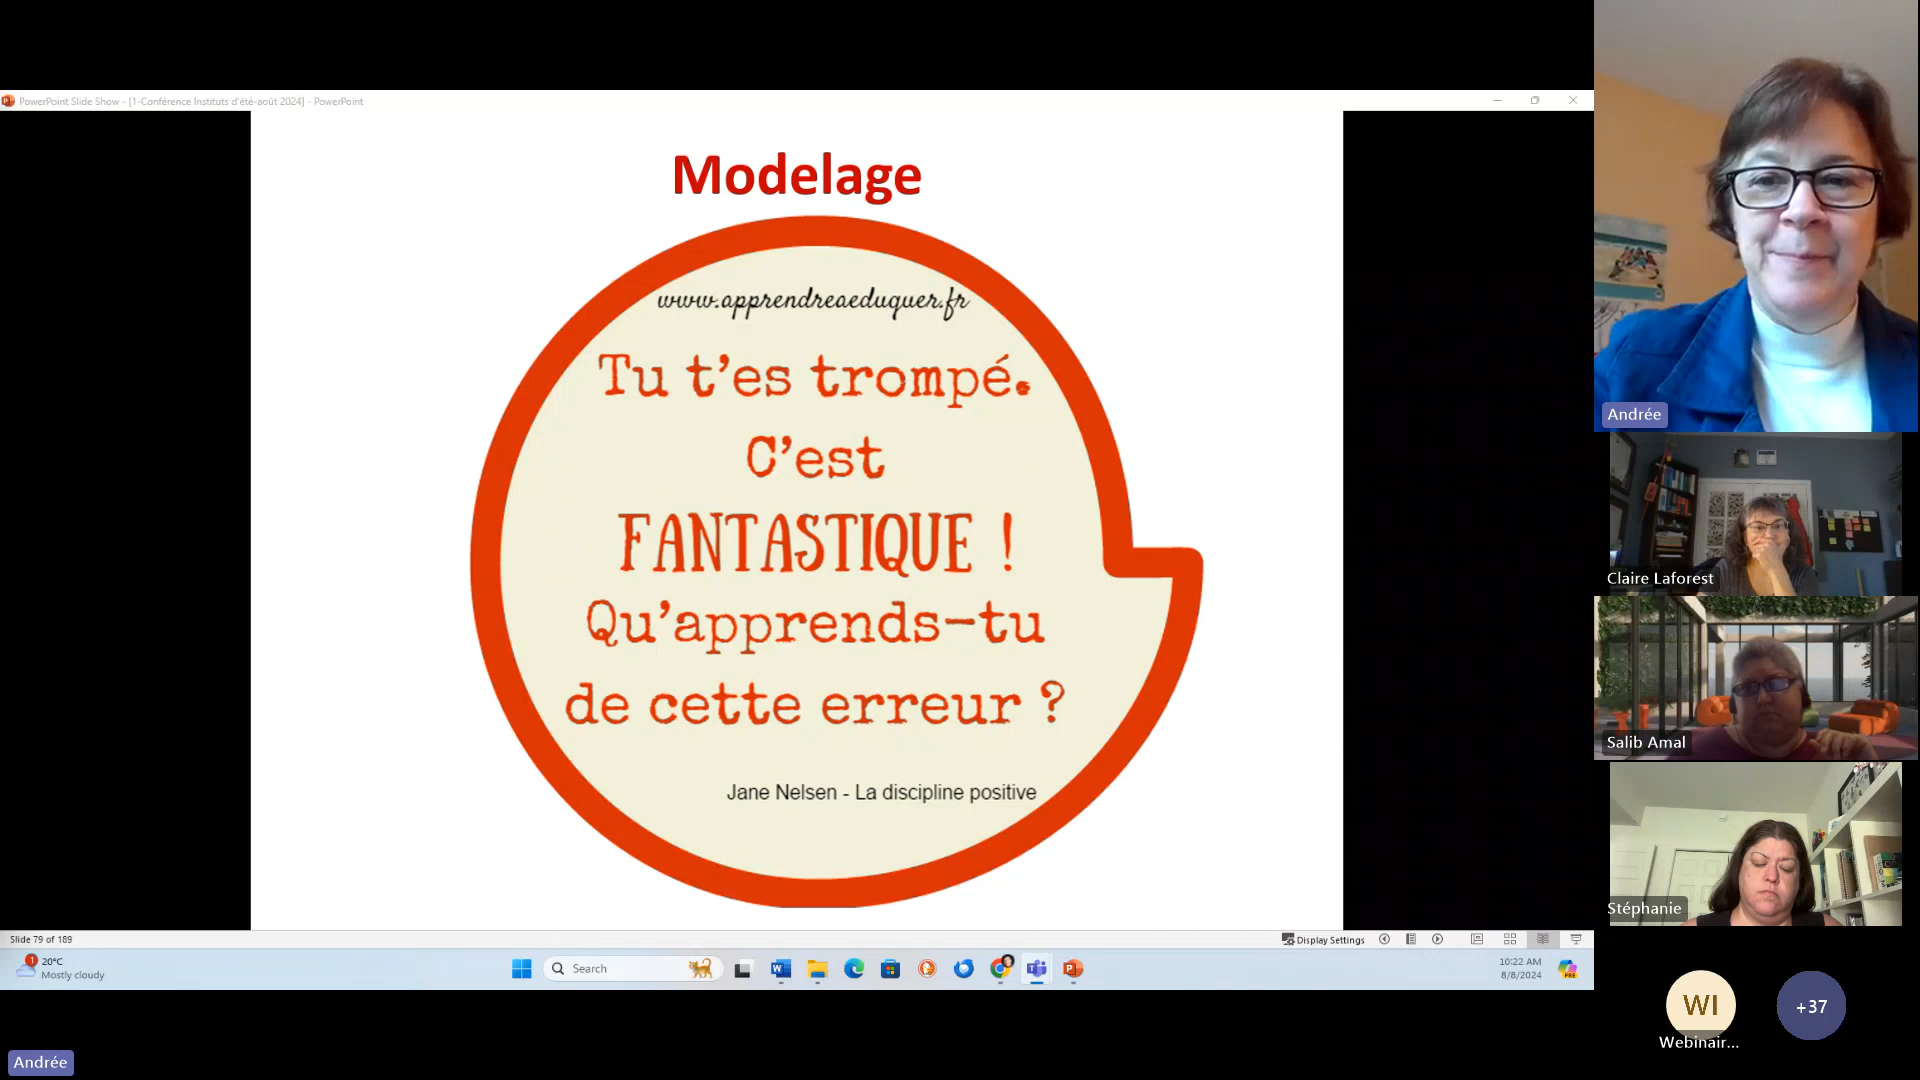 PowerPoint Slide Show - [1-Conférence Instituts d'été-août 2024] - PowerPoint
Modelage
www.apprendreaeduquer.fr
Tu t'es trompé.
C'est
FANTASTIQUE !
Qu'apprends-tu
de cette erreur ?
Jane Nelsen - La discipline positive
Slide 79 of 189
Display Settings
1
20°C
Mostly cloudy
Search
10:22 AM
8/8/2024
PRE
Andrée
Claire Laforest
Salib Amal
Stéphanie
WI
Webinair...
+37
Andrée